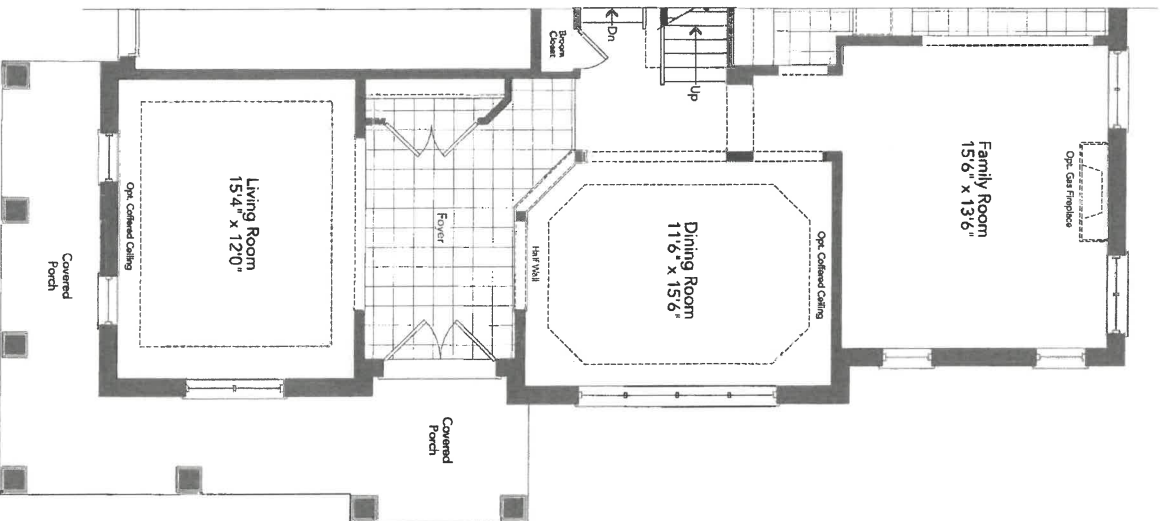 Broom
Closet
Dn
Up
Family Room
15'6" x 13'6"
Opt. Gas Fireplace
Living Room
15'4" x 12'0"
Opt. Coffered Ceiling
Foyer
Half Wall
Dining Room
11'6" x 15'6"
Opt. Coffered Ceiling
Covered
Porch
Covered
Porch